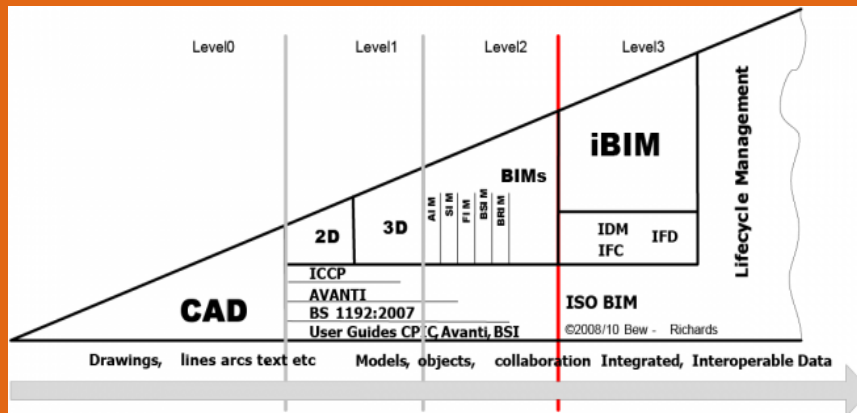 Level0 Level1 Level2 Level3
iBIM
BIMs
AIM
SIM
FIM
BSIM
BRIM
2D 3D
IDM IFD
IFC
Lifecycle Management
ICCP
AVANTI
CAD
ISO BIM
BS 1192:2007
User Guides CPIC, Avanti, BSI
©2008/10 Bew - Richards
Drawings, lines arcs text etc Models, objects, collaboration Integrated, Interoperable Data